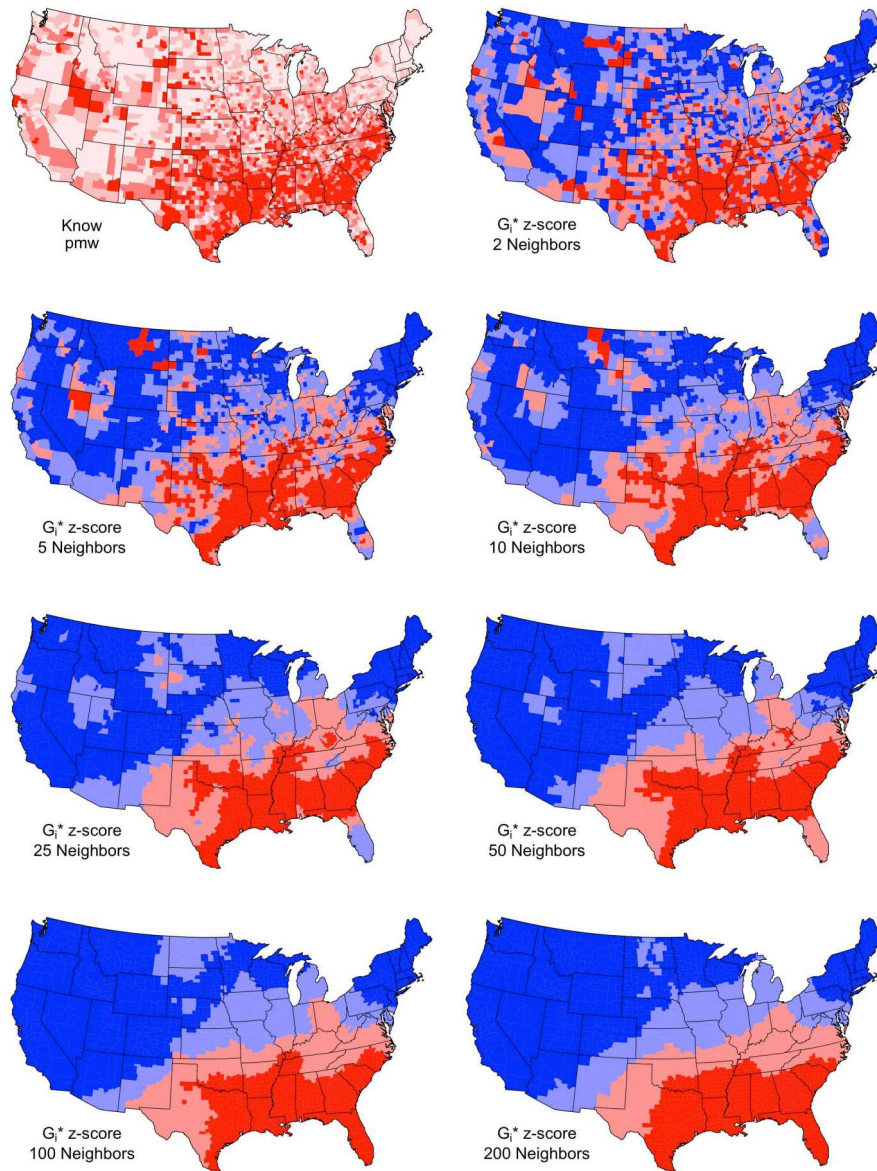 Know
pmw
Gi* z-score
2 Neighbors
Gi* z-score
5 Neighbors
Gi* z-score
10 Neighbors
Gi* z-score
25 Neighbors
Gi* z-score
50 Neighbors
Gi* z-score
100 Neighbors
Gi* z-score
200 Neighbors